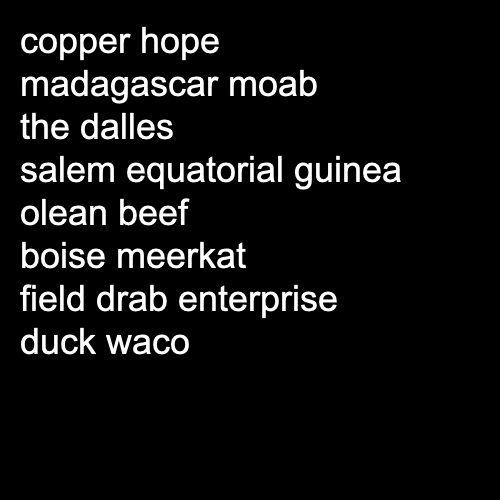 copper hope
madagascar moab
the dalles
salem equatorial guinea
olean beef
boise meerkat
field drab enterprise
duck waco